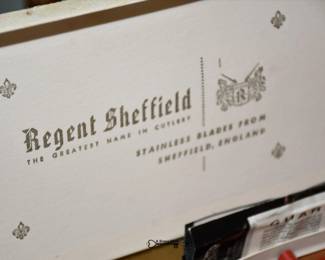 Regent Sheffield
THE GREATEST NAME IN CUTLERY
R
STAINLESS BLADES FROM
SHEFFIELD, ENGLAND